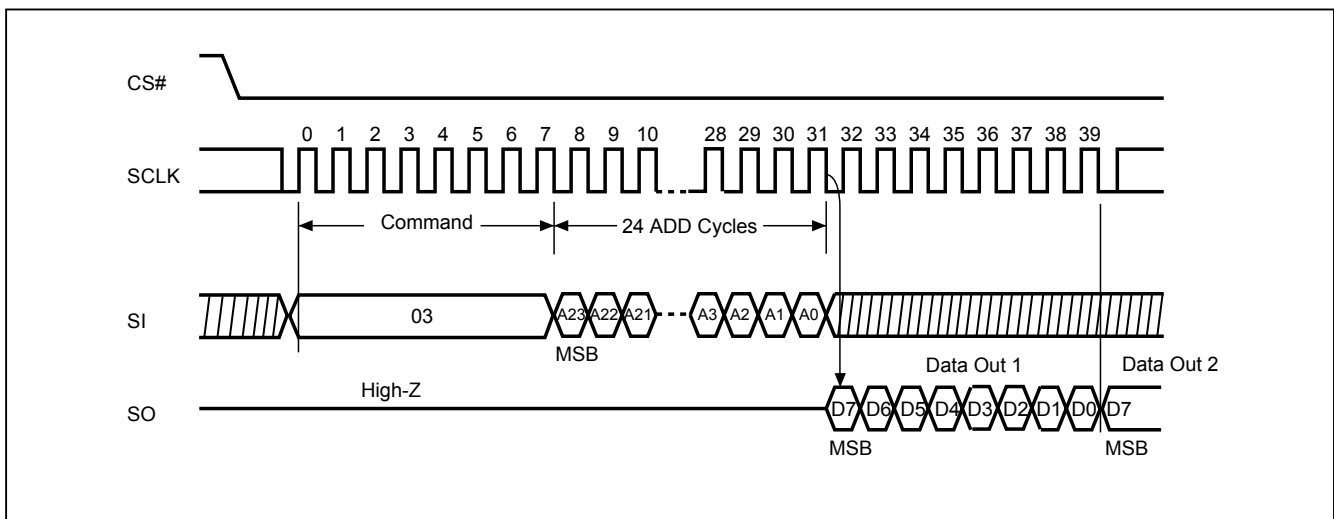 CS#
0 1 2 3 4 5 6 7 8 9 10 28 29 30 31 32 33 34 35 36 37 38 39
SCLK
Command 24 ADD Cycles
SI 03 A23 A22 A21 A3 A2 A1 A0
MSB
Data Out 1 Data Out 2
High-Z
SO D7 D6 D5 D4 D3 D2 D1 D0 D7
MSB MSB